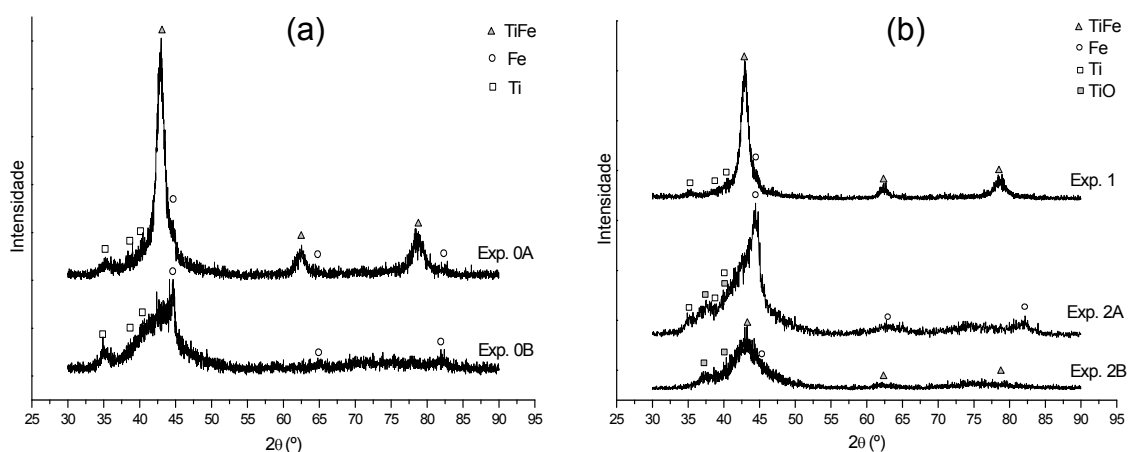 (a)
TiFe
Fe
Ti
Intensidade
Exp. 0A
Exp. 0B
25 30 35 40 45 50 55 60 65 70 75 80 85 90 95
2θ (º)
(b)
TiFe
Fe
Ti
TiO
Intensidade
Exp. 1
Exp. 2A
Exp. 2B
25 30 35 40 45 50 55 60 65 70 75 80 85 90 95
2θ (º)